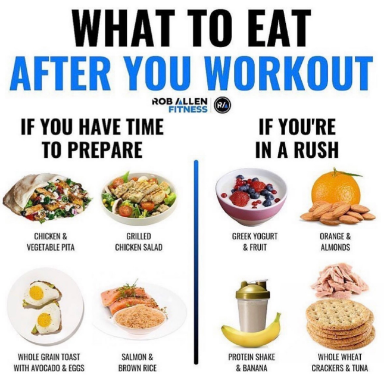 WHAT TO EAT
AFTER YOU WORKOUT
ROB ALLEN
FITNESS
RA
IF YOU HAVE TIME
TO PREPARE
CHICKEN &
VEGETABLE PITA
GRILLED
CHICKEN SALAD
WHOLE GRAIN TOAST
WITH AVOCADO & EGGS
SALMON &
BROWN RICE
IF YOU'RE
IN A RUSH
GREEK YOGURT
& FRUIT
ORANGE &
ALMONDS
PROTEIN SHAKE
& BANANA
WHOLE WHEAT
CRACKERS & TUNA